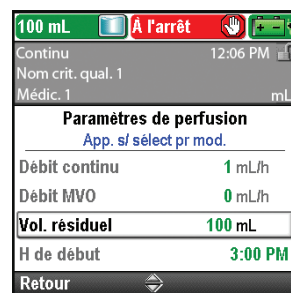 100 mL À l'arrêt
Continu 12:06 PM
Nom crit. qual. 1
Médic. 1 mL
Paramètres de perfusion
App. s/ sélect pr mod.
Débit continu 1 mL/h
Débit MVO 0 mL/h
Vol. résiduel 100 mL
H de début 3:00 PM
Retour